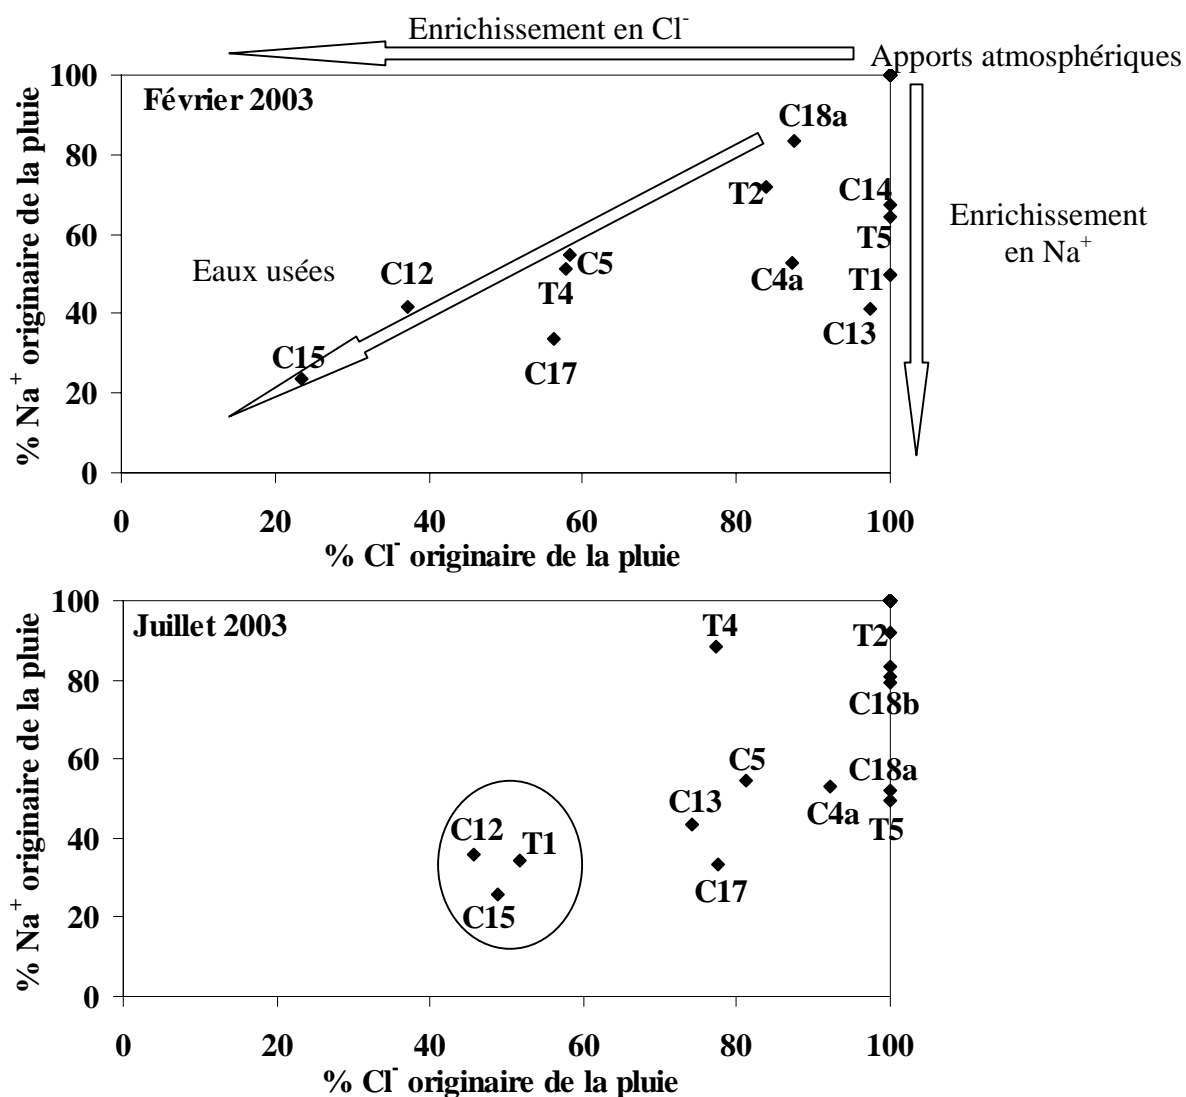 Enrichissement en Cl⁻
Apports atmosphériques
% Na⁺ originaire de la pluie
100
80
60
40
20
0
Février 2003
C18a
T2
C14
T5
Enrichissement
en Na⁺
Eaux usées
C12
C5
T4
C4a
T1
C13
C15
C17
0 20 40 60 80 100
% Cl⁻ originaire de la pluie
% Na⁺ originaire de la pluie
100
80
60
40
20
0
Juillet 2003
T4
T2
C18b
C5
C18a
C13
C4a
T5
C12
T1
C17
C15
0 20 40 60 80 100
% Cl⁻ originaire de la pluie